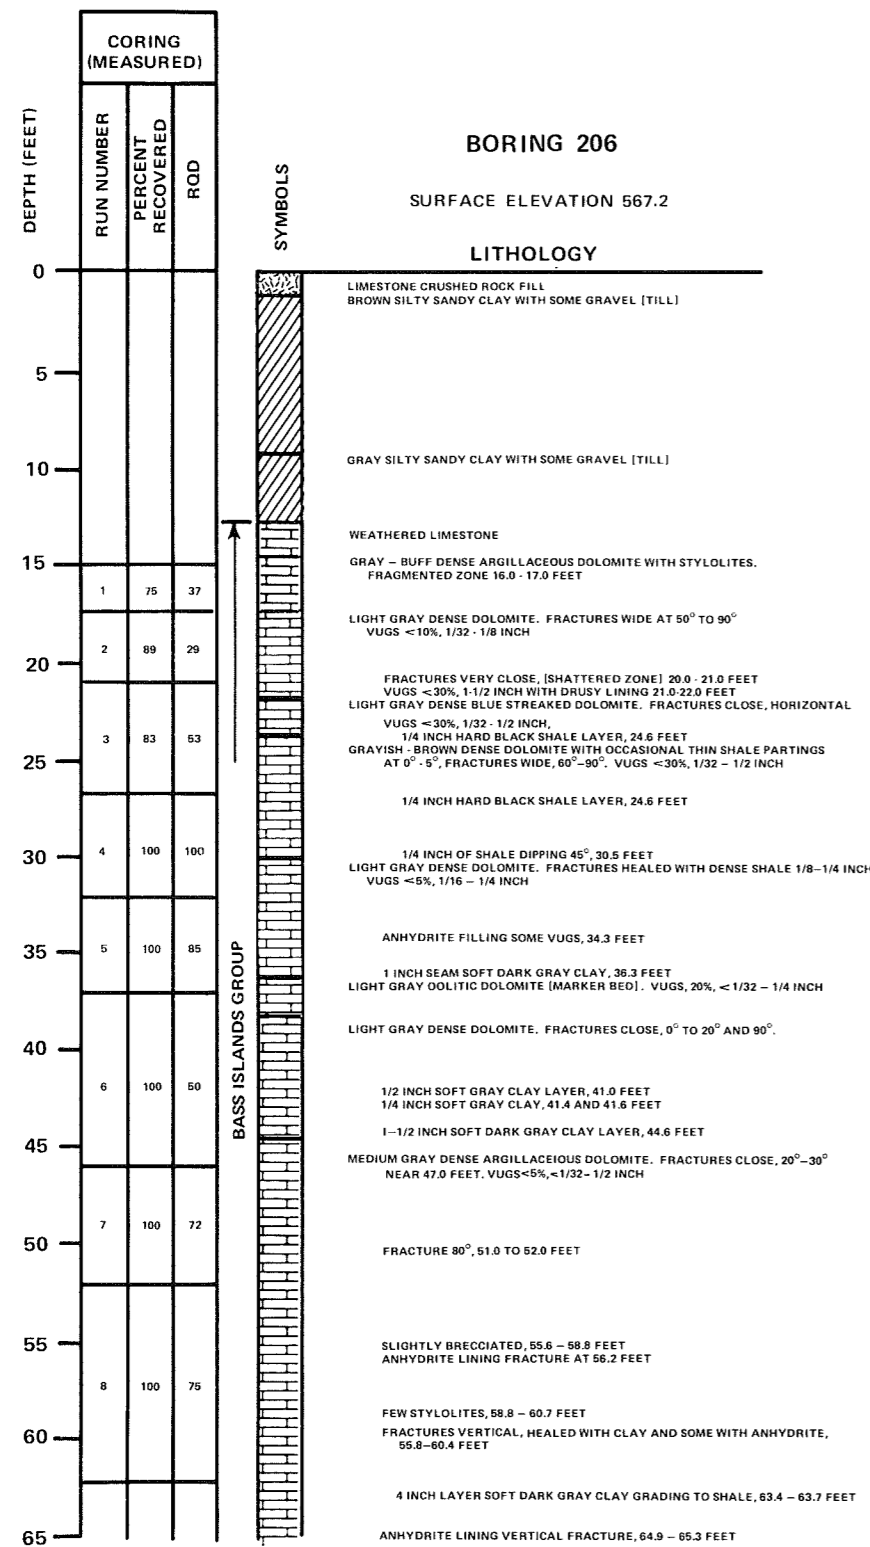 CORING
(MEASURED)
DEPTH (FEET)
RUN NUMBER
PERCENT
RECOVERED
RQD
SYMBOLS
BORING 206
SURFACE ELEVATION 567.2
LITHOLOGY
0
LIMESTONE CRUSHED ROCK FILL
BROWN SILTY SANDY CLAY WITH SOME GRAVEL [TILL]
5
GRAY SILTY SANDY CLAY WITH SOME GRAVEL [TILL]
10
WEATHERED LIMESTONE
15
GRAY – BUFF DENSE ARGILLACEOUS DOLOMITE WITH STYLOLITES.
FRAGMENTED ZONE 16.0 - 17.0 FEET
1 75 37
LIGHT GRAY DENSE DOLOMITE. FRACTURES WIDE AT 50° TO 90°
VUGS <10%, 1/32 - 1/8 INCH
2 89 29
20
FRACTURES VERY CLOSE, [SHATTERED ZONE] 20.0 - 21.0 FEET
VUGS <30%, 1-1/2 INCH WITH DRUSY LINING 21.0-22.0 FEET
LIGHT GRAY DENSE BLUE STREAKED DOLOMITE. FRACTURES CLOSE, HORIZONTAL
VUGS <30%, 1/32 - 1/2 INCH,
1/4 INCH HARD BLACK SHALE LAYER, 24.6 FEET
3 83 53
GRAYISH - BROWN DENSE DOLOMITE WITH OCCASIONAL THIN SHALE PARTINGS
AT 0° - 5°, FRACTURES WIDE, 60°–90°. VUGS <30%, 1/32 – 1/2 INCH
25
1/4 INCH HARD BLACK SHALE LAYER, 24.6 FEET
4 100 100
30
1/4 INCH OF SHALE DIPPING 45°, 30.5 FEET
LIGHT GRAY DENSE DOLOMITE. FRACTURES HEALED WITH DENSE SHALE 1/8–1/4 INCH
VUGS <5%, 1/16 – 1/4 INCH
ANHYDRITE FILLING SOME VUGS, 34.3 FEET
5 100 85
35
1 INCH SEAM SOFT DARK GRAY CLAY, 36.3 FEET
LIGHT GRAY OOLITIC DOLOMITE [MARKER BED]. VUGS, 20%, < 1/32 – 1/4 INCH
BASS ISLANDS GROUP
LIGHT GRAY DENSE DOLOMITE. FRACTURES CLOSE, 0° TO 20° AND 90°.
40
6 100 50
1/2 INCH SOFT GRAY CLAY LAYER, 41.0 FEET
1/4 INCH SOFT GRAY CLAY, 41.4 AND 41.6 FEET
1–1/2 INCH SOFT DARK GRAY CLAY LAYER, 44.6 FEET
45
MEDIUM GRAY DENSE ARGILLACEIOUS DOLOMITE. FRACTURES CLOSE, 20°–30°
NEAR 47.0 FEET. VUGS<5%,<1/32- 1/2 INCH
7 100 72
50
FRACTURE 80°, 51.0 TO 52.0 FEET
55
SLIGHTLY BRECCIATED, 55.6 – 58.8 FEET
ANHYDRITE LINING FRACTURE AT 56.2 FEET
8 100 75
FEW STYLOLITES, 58.8 – 60.7 FEET
60
FRACTURES VERTICAL, HEALED WITH CLAY AND SOME WITH ANHYDRITE,
55.8–60.4 FEET
4 INCH LAYER SOFT DARK GRAY CLAY GRADING TO SHALE, 63.4 – 63.7 FEET
65
ANHYDRITE LINING VERTICAL FRACTURE, 64.9 – 65.3 FEET